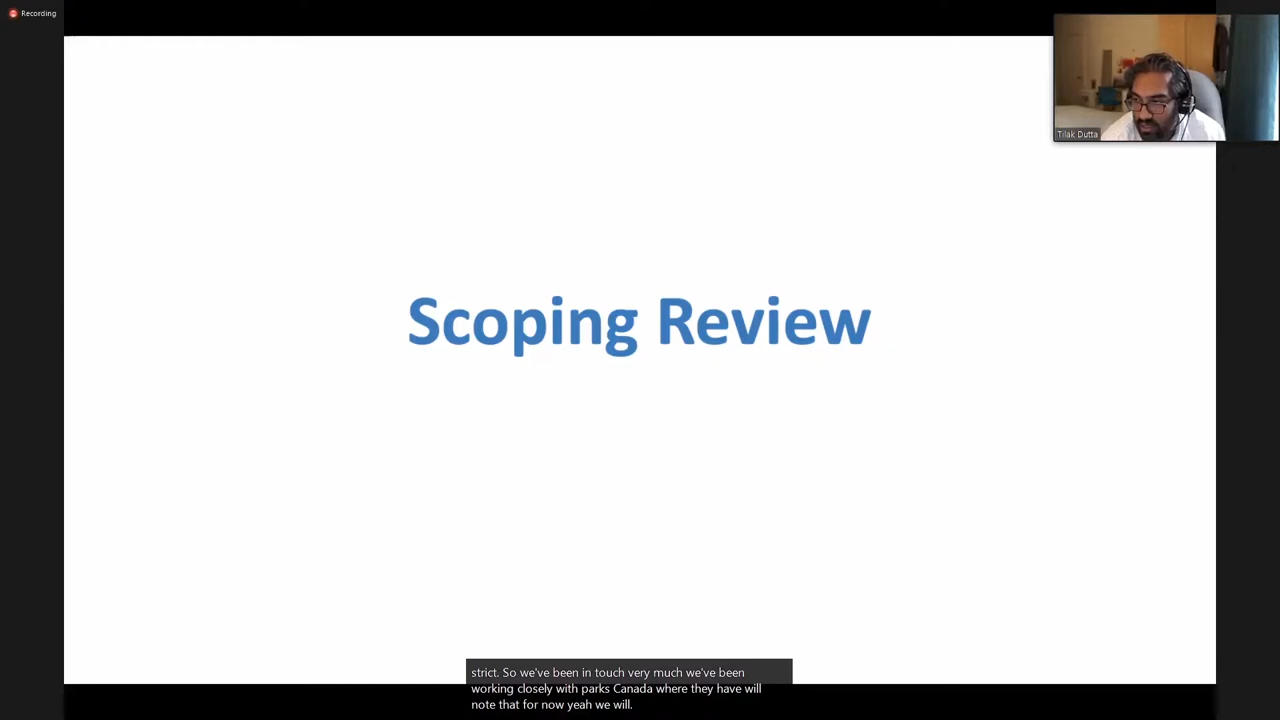 Recording
Tilak Dutta
Scoping Review
strict. So we've been in touch very much we've been
working closely with parks Canada where they have will
note that for now yeah we will.